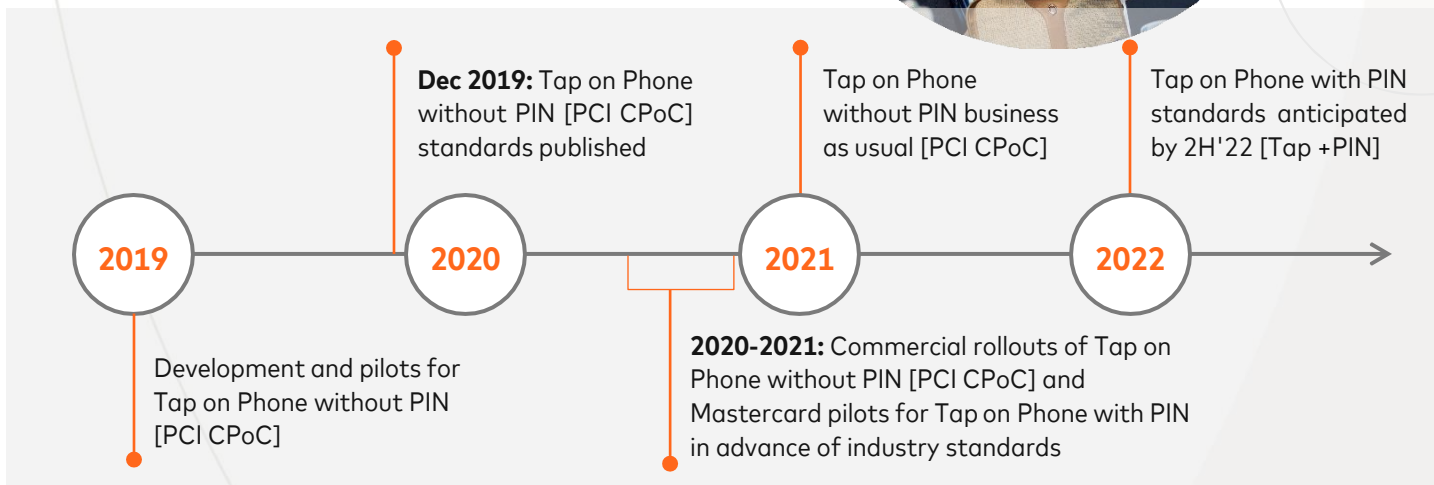 Dec 2019: Tap on Phone
without PIN [PCI CPoC]
standards published
Tap on Phone
without PIN business
as usual [PCI CPoC]
Tap on Phone with PIN
standards anticipated
by 2H'22 [Tap +PIN]
2019
2020
2021
2022
Development and pilots for
Tap on Phone without PIN
[PCI CPoC]
2020-2021: Commercial rollouts of Tap on
Phone without PIN [PCI CPoC] and
Mastercard pilots for Tap on Phone with PIN
in advance of industry standards